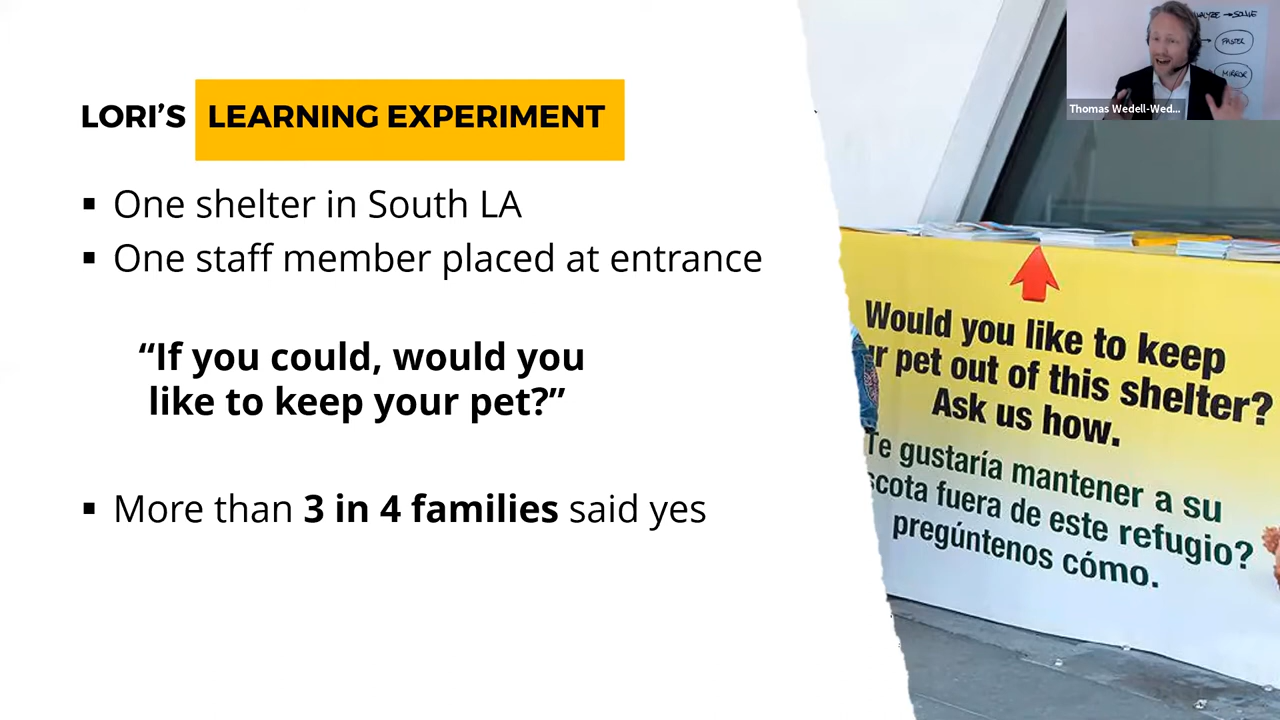 LORI'S LEARNING EXPERIMENT
▪ One shelter in South LA
▪ One staff member placed at entrance
“If you could, would you
like to keep your pet?”
▪ More than 3 in 4 families said yes
→ SOLVE
FASTER
MIRROR
Thomas Wedell-Wed...
Would you like to keep
pet out of this shelter?
Ask us how.
Te gustaría mantener a su
fuera de este refugio?
pregúntenos cómo.